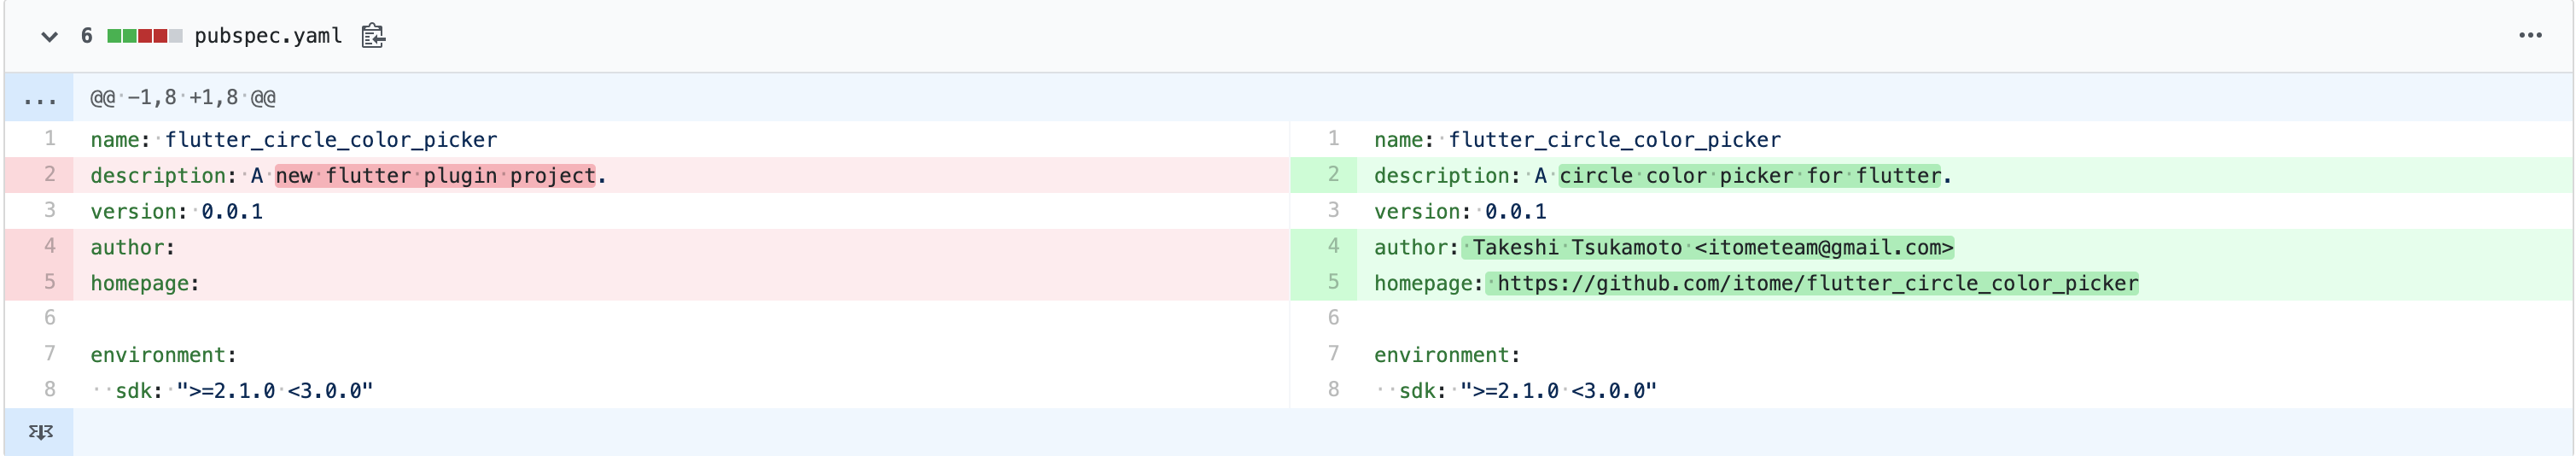 6 pubspec.yaml
... @@ -1,8 +1,8 @@
1 name: flutter_circle_color_picker
2 description: A new flutter plugin project.
3 version: 0.0.1
4 author:
5 homepage:
6
7 environment:
8   sdk: ">=2.1.0 <3.0.0"
1 name: flutter_circle_color_picker
2 description: A circle color picker for flutter.
3 version: 0.0.1
4 author: Takeshi Tsukamoto <itometeam@gmail.com>
5 homepage: https://github.com/itome/flutter_circle_color_picker
6
7 environment:
8   sdk: ">=2.1.0 <3.0.0"